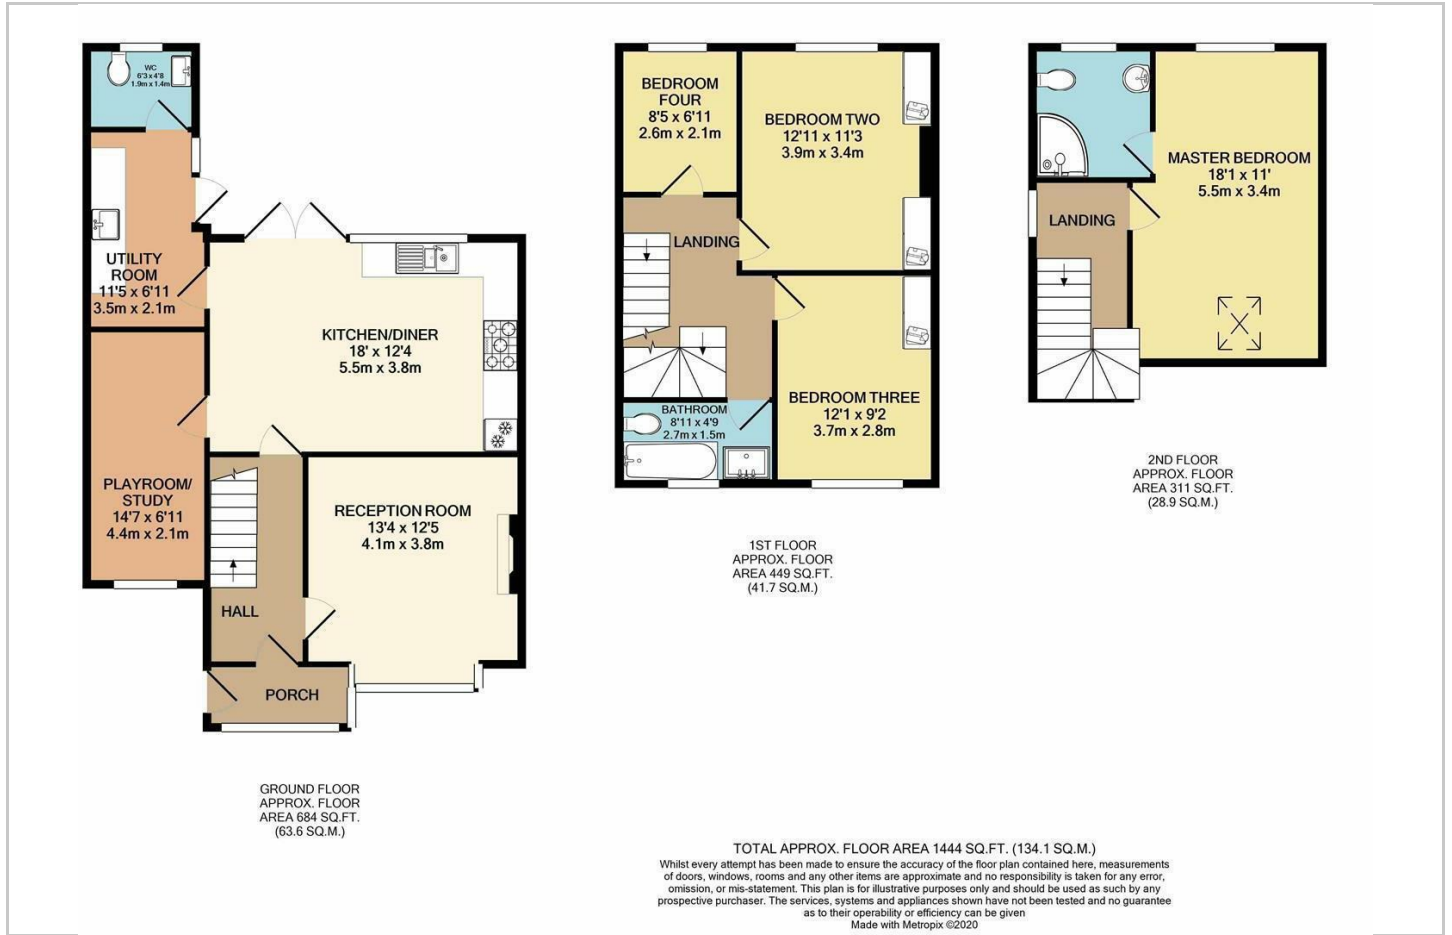 WC
6'3 x 4'8
1.9m x 1.4m
UTILITY
ROOM
11'5 x 6'11
3.5m x 2.1m
KITCHEN/DINER
18' x 12'4
5.5m x 3.8m
PLAYROOM/
STUDY
14'7 x 6'11
4.4m x 2.1m
RECEPTION ROOM
13'4 x 12'5
4.1m x 3.8m
HALL
PORCH
GROUND FLOOR
APPROX. FLOOR
AREA 684 SQ.FT.
(63.6 SQ.M.)
BEDROOM
FOUR
8'5 x 6'11
2.6m x 2.1m
BEDROOM TWO
12'11 x 11'3
3.9m x 3.4m
LANDING
BEDROOM THREE
12'1 x 9'2
3.7m x 2.8m
BATHROOM
8'11 x 4'9
2.7m x 1.5m
1ST FLOOR
APPROX. FLOOR
AREA 449 SQ.FT.
(41.7 SQ.M.)
MASTER BEDROOM
18'1 x 11'
5.5m x 3.4m
LANDING
2ND FLOOR
APPROX. FLOOR
AREA 311 SQ.FT.
(28.9 SQ.M.)
TOTAL APPROX. FLOOR AREA 1444 SQ.FT. (134.1 SQ.M.)
Whilst every attempt has been made to ensure the accuracy of the floor plan contained here, measurements
of doors, windows, rooms and any other items are approximate and no responsibility is taken for any error,
omission, or mis-statement. This plan is for illustrative purposes only and should be used as such by any
prospective purchaser. The services, systems and appliances shown have not been tested and no guarantee
as to their operability or efficiency can be given
Made with Metropix ©2020